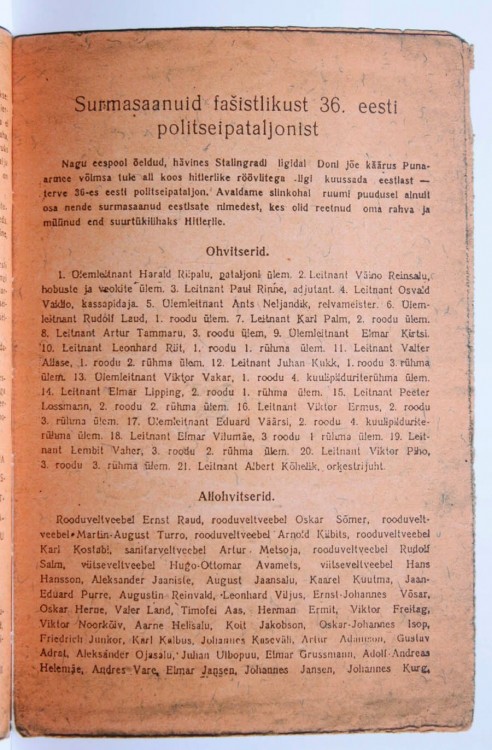 Surmasaanuid fašistlikust 36. eesti
politseipataljonist
Nagu eespool öeldud, hävines Stalingradi ligidal Doni jõe käärus Puna-
armee võimsa tule all koos hitlerlike röövlitega ligi kuussada eestlast —
terve 36-es eesti politseipataljon. Avaldame siinkohal ruumi puudusel ainult
osa nende surmasaanud eestlaste nimedest, kes olid reetnud oma rahva ja
müünud end suurtükilihaks Hitlerile.
Ohvitserid.
1. Ülemleitnant Harald Riipalu, pataljoni ülem. 2. Leitnant Väino Reinsalu,
hobuste ja vookite ülem. 3. Leitnant Paul Rinne, adjutant. 4. Leitnant Osvald
Valdlo, kassapidaja. 5. Ülemleitnant Ants Neljandik, relvameister. 6. Ülem-
leitnant Rudolf Laud, 1. roodu ülem. 7. Leitnant Karl Palm, 2. roodu ülem.
8. Leitnant Artur Tammaru, 3. roodu ülem. 9. Ülemleitnant Elmar Kirtsi.
10. Leitnant Leonhard Riit, 1. roodu 1. rühma ülem. 11. Leitnant Valter
Allase, 1. roodu 2. rühma ülem. 12. Leitnant Juhan Kukk, 1. roodu 3. rühma
ülem. 13. Ülemleitnant Viktor Vakar, 1. roodu 4. kuulipilduriterühma ülem.
14. Leitnant Elmar Lipping, 2. roodu 1. rühma ülem. 15. Leitnant Peeter
Lossmann, 2. roodu 2. rühma ülem. 16. Leitnant Viktor Ermus, 2. roodu
3. rühma ülem. 17. Ülemleitnant Eduard Väärsi, 2. roodu 4. kuulipildurite-
rühma ülem. 18. Leitnant Elmar Vilumäe, 3 roodu 1 rühma ülem. 19. Leit-
nant Lembit Vaher, 3. roodu 2. rühma ülem. 20. Leitnant Viktor Piho,
3. roodu 3. rühma ülem. 21. Leitnant Albert Kõhelik, orkestrijuht.
Allohvitserid.
Rooduveltveebel Ernst Raud, rooduveltveebel Oskar Sõmer, rooduvelt-
veebel Martin-August Turro, rooduveltveebel Arnold Kübits, rooduveltveebel
Karl Kostabi, sanitarveltveebel Artur Metsoja, rooduveltveebel Rudolf
Salm, viitseveltveebel Hugo-Ottomar Avamets, viitseveltveebel Hans
Hansson, Aleksander Jaaniste, August Jaansalu, Kaarel Kuutma, Jaan-
Eduard Purre, Augustin Reinvald, Leonhard Viljus, Ernst-Johannes Võsar,
Oskar Herne, Valer Land, Timofei Aas, Herman Ermit, Viktor Freitag,
Viktor Noorkõiv, Aarne Helisalu, Koit Jakobson, Oskar-Johannes Isop,
Friedrich Junkor, Karl Kalbus, Johannes Kaseväli, Artur Adamson, Gustav
Adrat, Aleksander Ojasalu, Juhan Uibopuu, Elmar Grussmann, Adolf-Andreas
Helemäe, Andres Vare, Elmar Jansen, Johannes Jansen, Johannes Kurg,